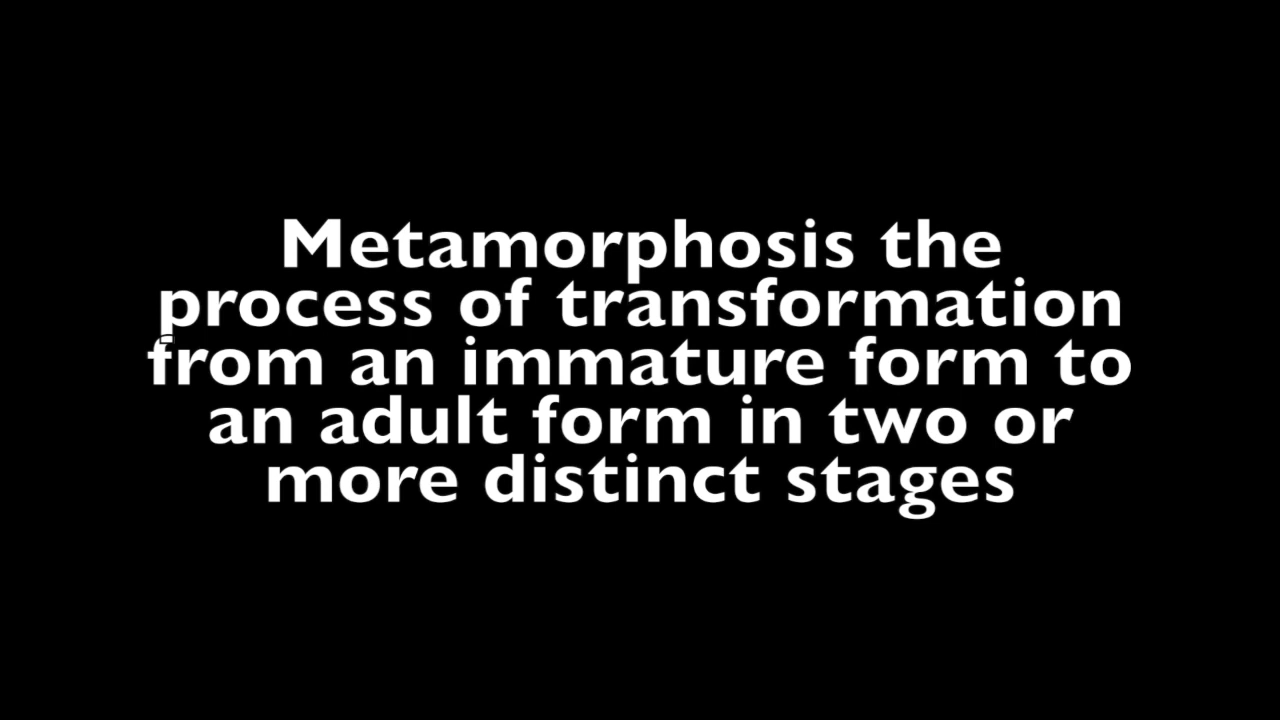 Metamorphosis the
process of transformation
from an immature form to
an adult form in two or
more distinct stages